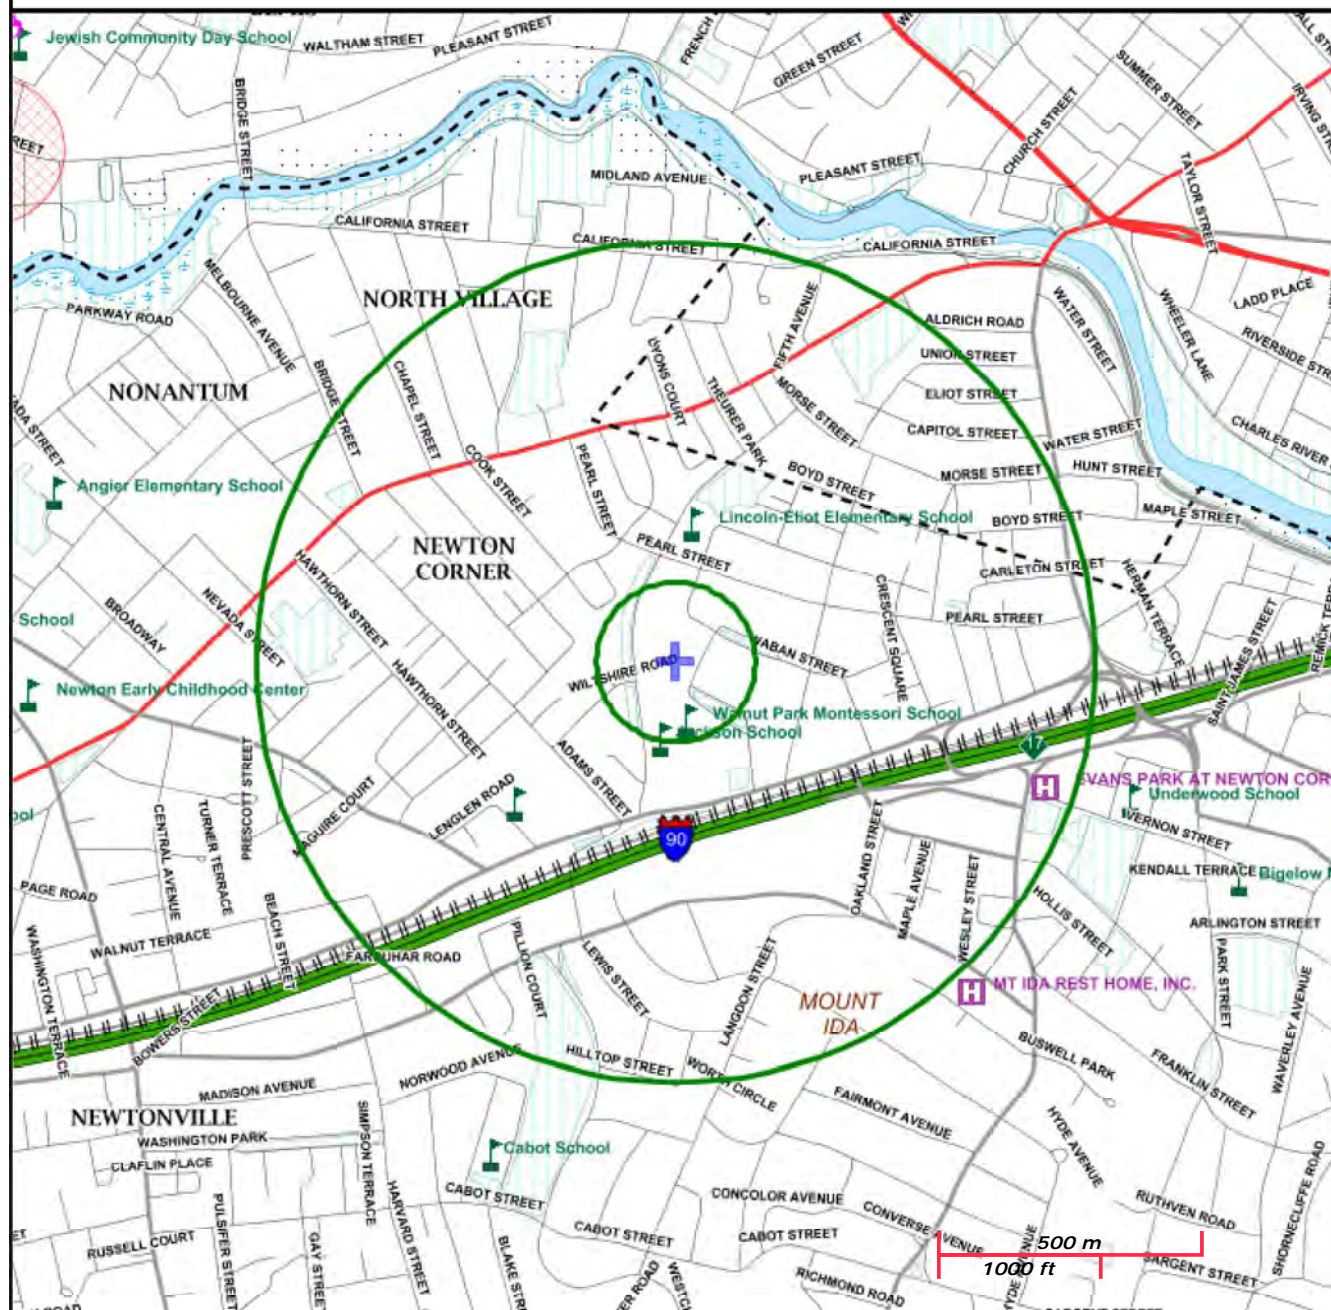 Jewish Community Day School
WALTHAM STREET
PLEASANT STREET
GREEN STREET
SUMMER STREET
BRIDGE STREET
CHURCH STREET
PLEASANT STREET
TAYLOR STREET
MIDLAND AVENUE
CALIFORNIA STREET
CALIFORNIA STREET
CALIFORNIA STREET
MELBOURNE AVENUE
PARKWAY ROAD
NORTH VILLAGE
FIFTH AVENUE
WATER STREET
WHEELER LANE
LADD PLACE
ALDRICH ROAD
UNION STREET
NONANTUM
BRIDGE STREET
CHAPEL STREET
LYONS COURT
THEURER PARK
MORSE STREET
ELIOT STREET
CAPITOL STREET
WATER STREET
CHARLES RIVER
COOK STREET
PEARL STREET
BOYD STREET
MORSE STREET
HUNT STREET
Angier Elementary School
MAPLE STREET
Lincoln-Eliot Elementary School
BOYD STREET
NEWTON
CORNER
PEARL STREET
CARLETON STREET
HAWTHORN STREET
HERMAN TERRACE
CRESCENT SQUARE
PEARL STREET
School
BROADWAY
NEVADA STREET
WABAN STREET
SAINT JAMES STREET
WILTSHIRE ROAD
HAWTHORN STREET
Newton Early Childhood Center
Walnut Park Montessori School
Jackson School
17
ADAMS STREET
PRESCOTT STREET
EVANS PARK AT NEWTON COR
H
Underwood School
LENGLEN ROAD
MAGUIRE COURT
CENTRAL AVENUE
TURNER TERRACE
90
VERNON STREET
OAKLAND STREET
MAPLE AVENUE
WESLEY STREET
KENDALL TERRACE
Bigelow
PAGE ROAD
HOLLIS STREET
ARLINGTON STREET
BEACH STREET
WALNUT TERRACE
WASHINGTON TERRACE
PILLION COURT
LEWIS STREET
LANGDON STREET
PARK STREET
FARQUHAR ROAD
H
MT IDA REST HOME, INC.
MOUNT
IDA
WAVERLEY AVENUE
BOWERS STREET
BUSWELL PARK
FRANKLIN STREET
HILLTOP STREET
WORTH CIRCLE
NORWOOD AVENUE
MADISON AVENUE
FAIRMONT AVENUE
NEWTONVILLE
SIMPSON TERRACE
WASHINGTON PARK
CLAFLIN PLACE
Cabot School
HYDE AVENUE
SHORNECLIFFE ROAD
CABOT STREET
HARVARD STREET
PULSIFER STREET
CONCOLOR AVENUE
CONVERSE AVENUE
RUTHVEN ROAD
RUSSELL COURT
GAY STREET
BLAKE STREET
CABOT STREET
CABOT STREET
500 m
1000 ft
HYDE AVENUE
SARGENT STREET
RICHMOND ROAD